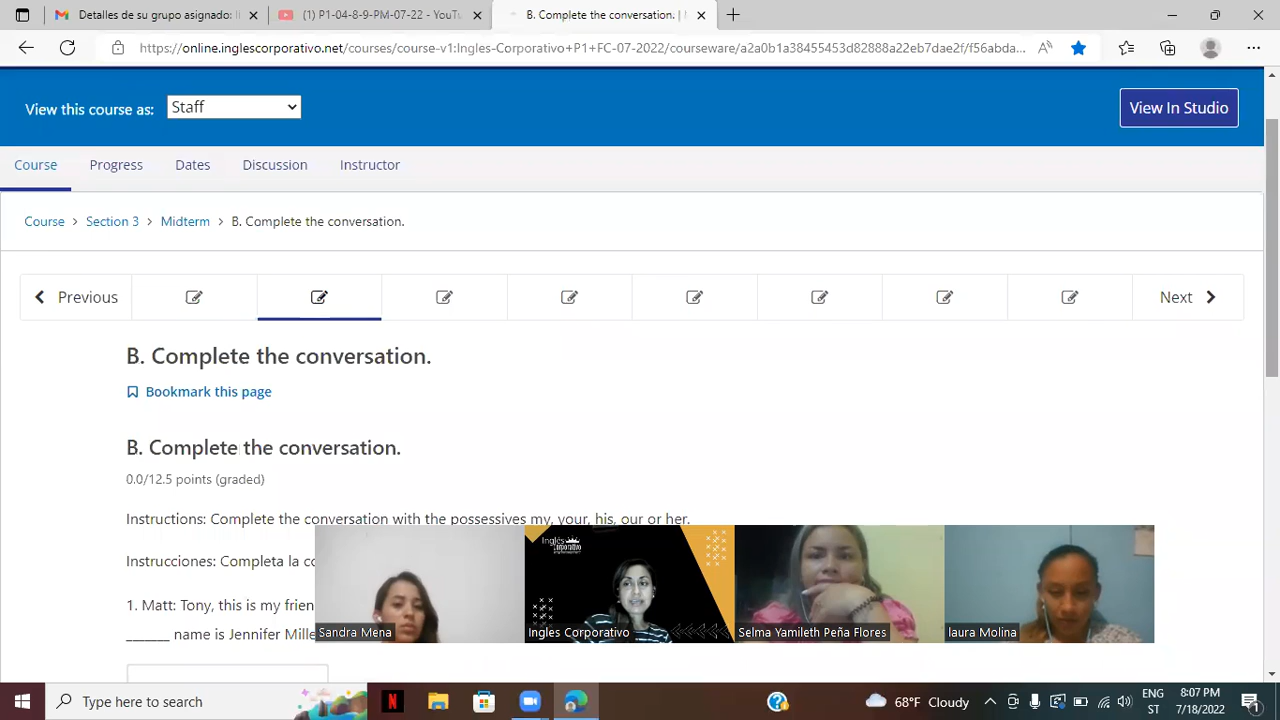 Detalles de su grupo asignado: li
(1) P1-04-8-9-PM-07-22 - YouTu
B. Complete the conversation. |
https://online.inglescorporativo.net/courses/course-v1:Ingles-Corporativo+P1+FC-07-2022/courseware/a2a0b1a38455453d82888a22eb7dae2f/f56abda...
View this course as:
Staff
View In Studio
Course
Progress
Dates
Discussion
Instructor
Course > Section 3 > Midterm > B. Complete the conversation.
Previous
Next
B. Complete the conversation.
Bookmark this page
B. Complete the conversation.
0.0/12.5 points (graded)
Instructions: Complete the conversation with the possessives my, your, his, our or her.
Instrucciones: Completa la co
1. Matt: Tony, this is my frien
_______ name is Jennifer Mille
Inglés
Corporativo
Sandra Mena
Ingles Corporativo
Selma Yamileth Peña Flores
laura Molina
Type here to search
68°F Cloudy
ENG
ST
8:07 PM
7/18/2022
1